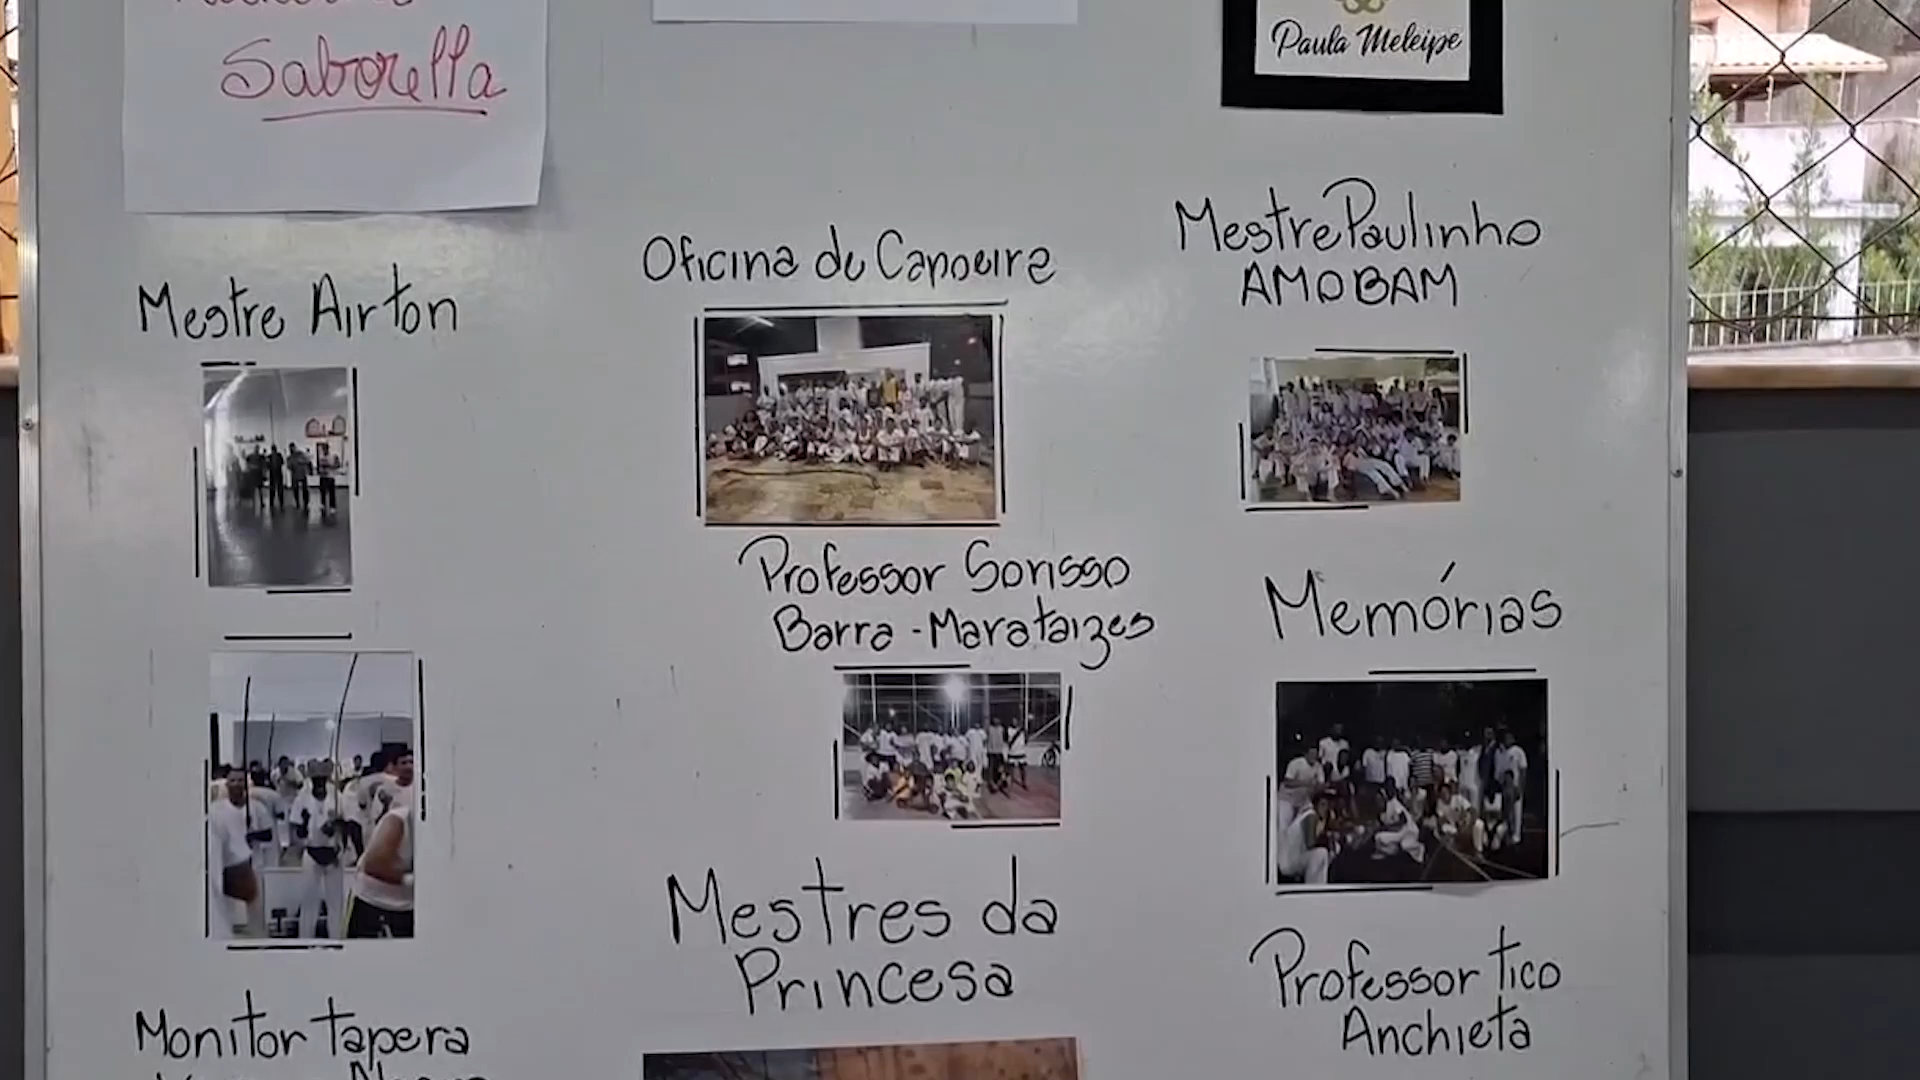 Saborella
Paula Meleipe
Mestre Airton
Oficina de Capoeira
Mestre Paulinho
AMOBAM
Professor Sorisso
Barra - Marataizes
Memórias
Mestres da
Princesa
Professor Tico
Anchieta
Monitor tapera